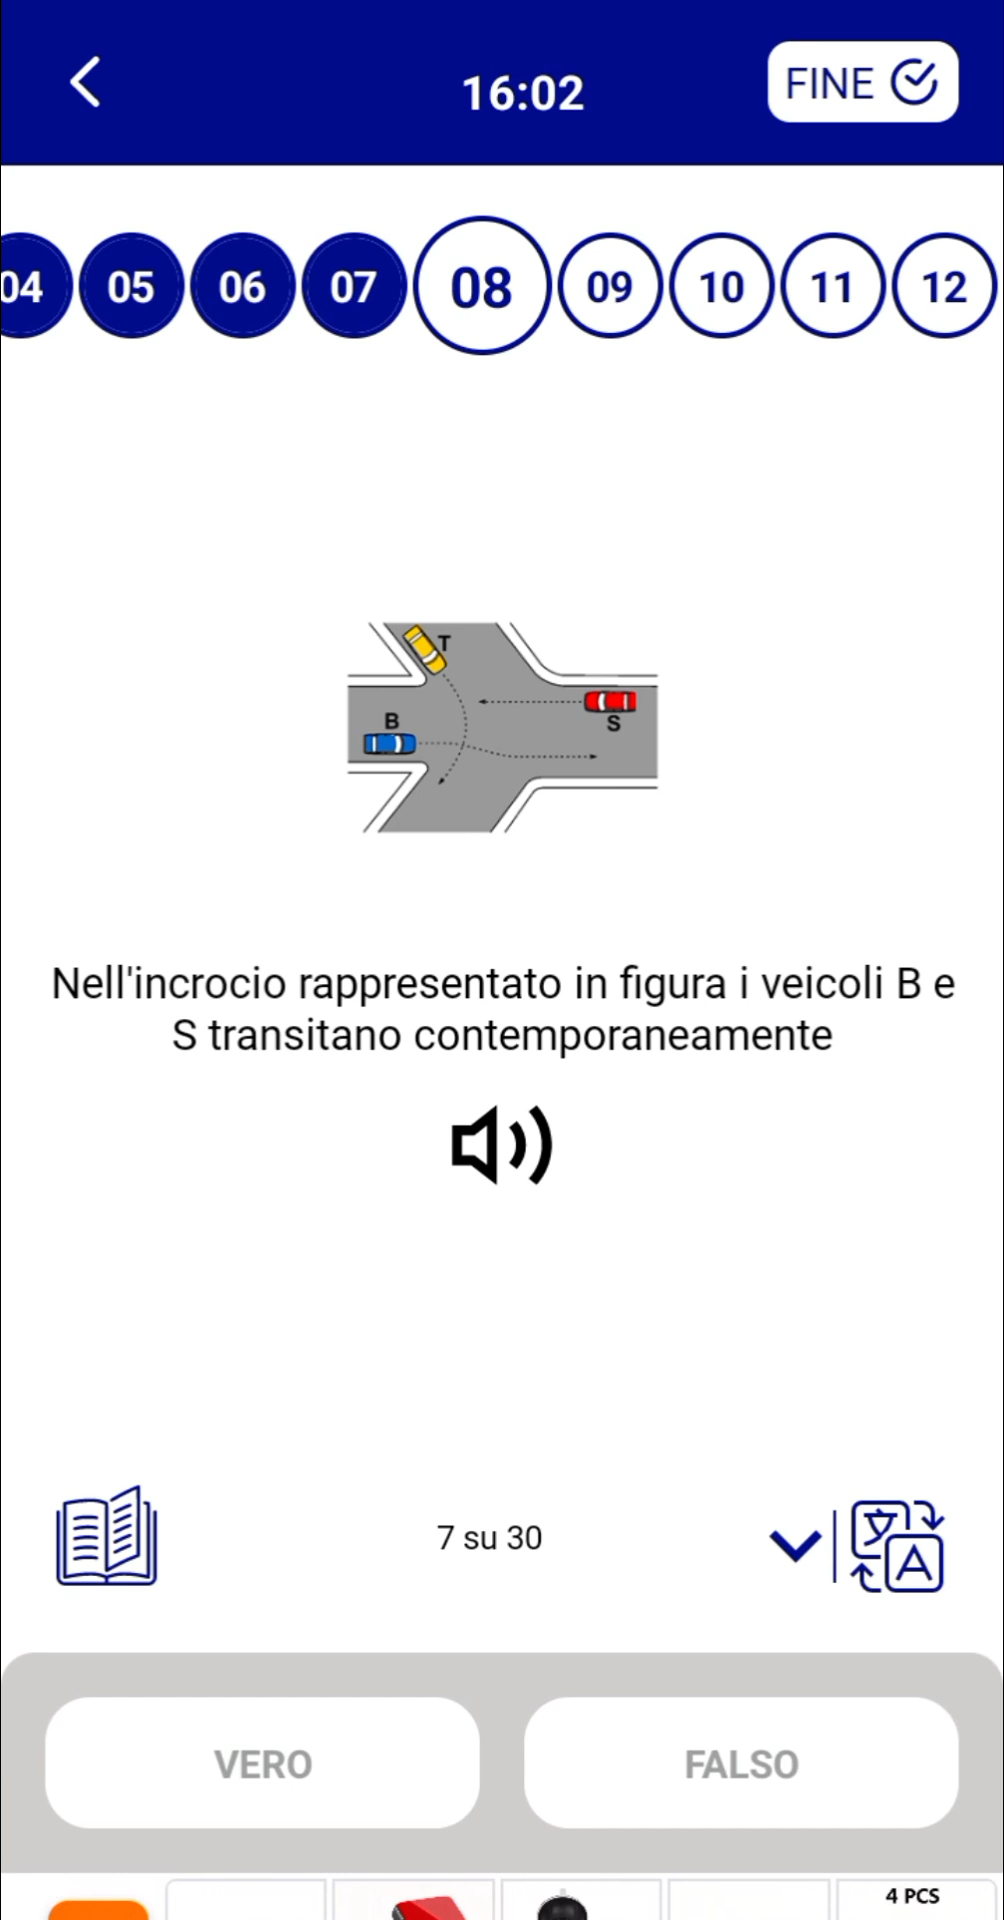 16:02
FINE
04 05 06 07 08 09 10 11 12
T
B
S
Nell'incrocio rappresentato in figura i veicoli B e
S transitano contemporaneamente
7 su 30
文
A
VERO
FALSO
4 PCS